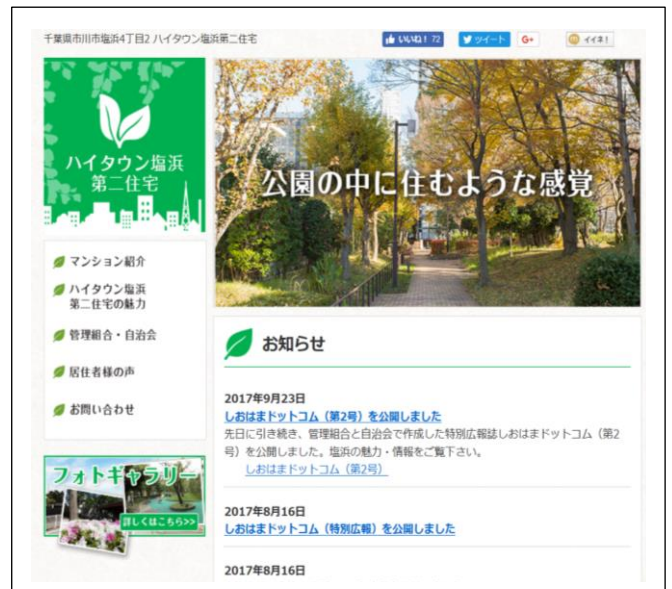 千葉県市川市塩浜4丁目2 ハイタウン塩浜第二住宅
いいね! 72
ツイート
G+
イイネ!
ハイタウン塩浜
第二住宅
公園の中に住むような感覚
マンション紹介
ハイタウン塩浜
第二住宅の魅力
管理組合・自治会
居住者様の声
お問い合わせ
フォトギャラリー
詳しくはこちら>>
お知らせ
2017年9月23日
しおはまドットコム(第2号)を公開しました
先日に引き続き、管理組合と自治会で作成した特別広報誌しおはまドットコム(第2
号)を公開しました。塩浜の魅力・情報をご覧下さい。
しおはまドットコム(第2号)
2017年8月16日
しおはまドットコム(特別広報)を公開しました
2017年8月16日